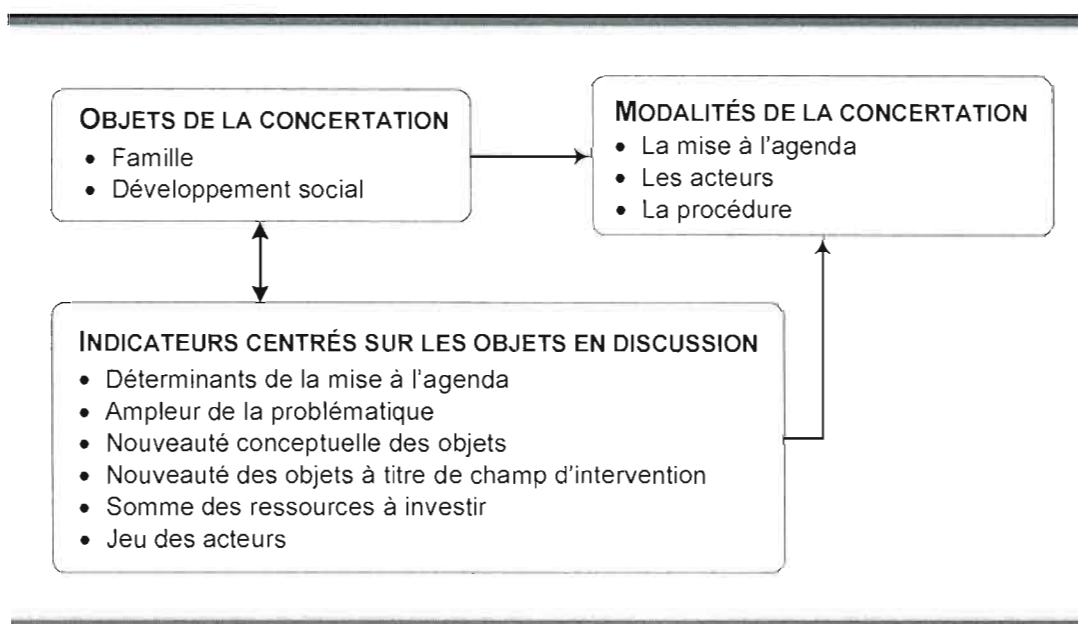 OBJETS DE LA CONCERTATION
• Famille
• Développement social
MODALITÉS DE LA CONCERTATION
• La mise à l'agenda
• Les acteurs
• La procédure
INDICATEURS CENTRÉS SUR LES OBJETS EN DISCUSSION
• Déterminants de la mise à l'agenda
• Ampleur de la problématique
• Nouveauté conceptuelle des objets
• Nouveauté des objets à titre de champ d'intervention
• Somme des ressources à investir
• Jeu des acteurs